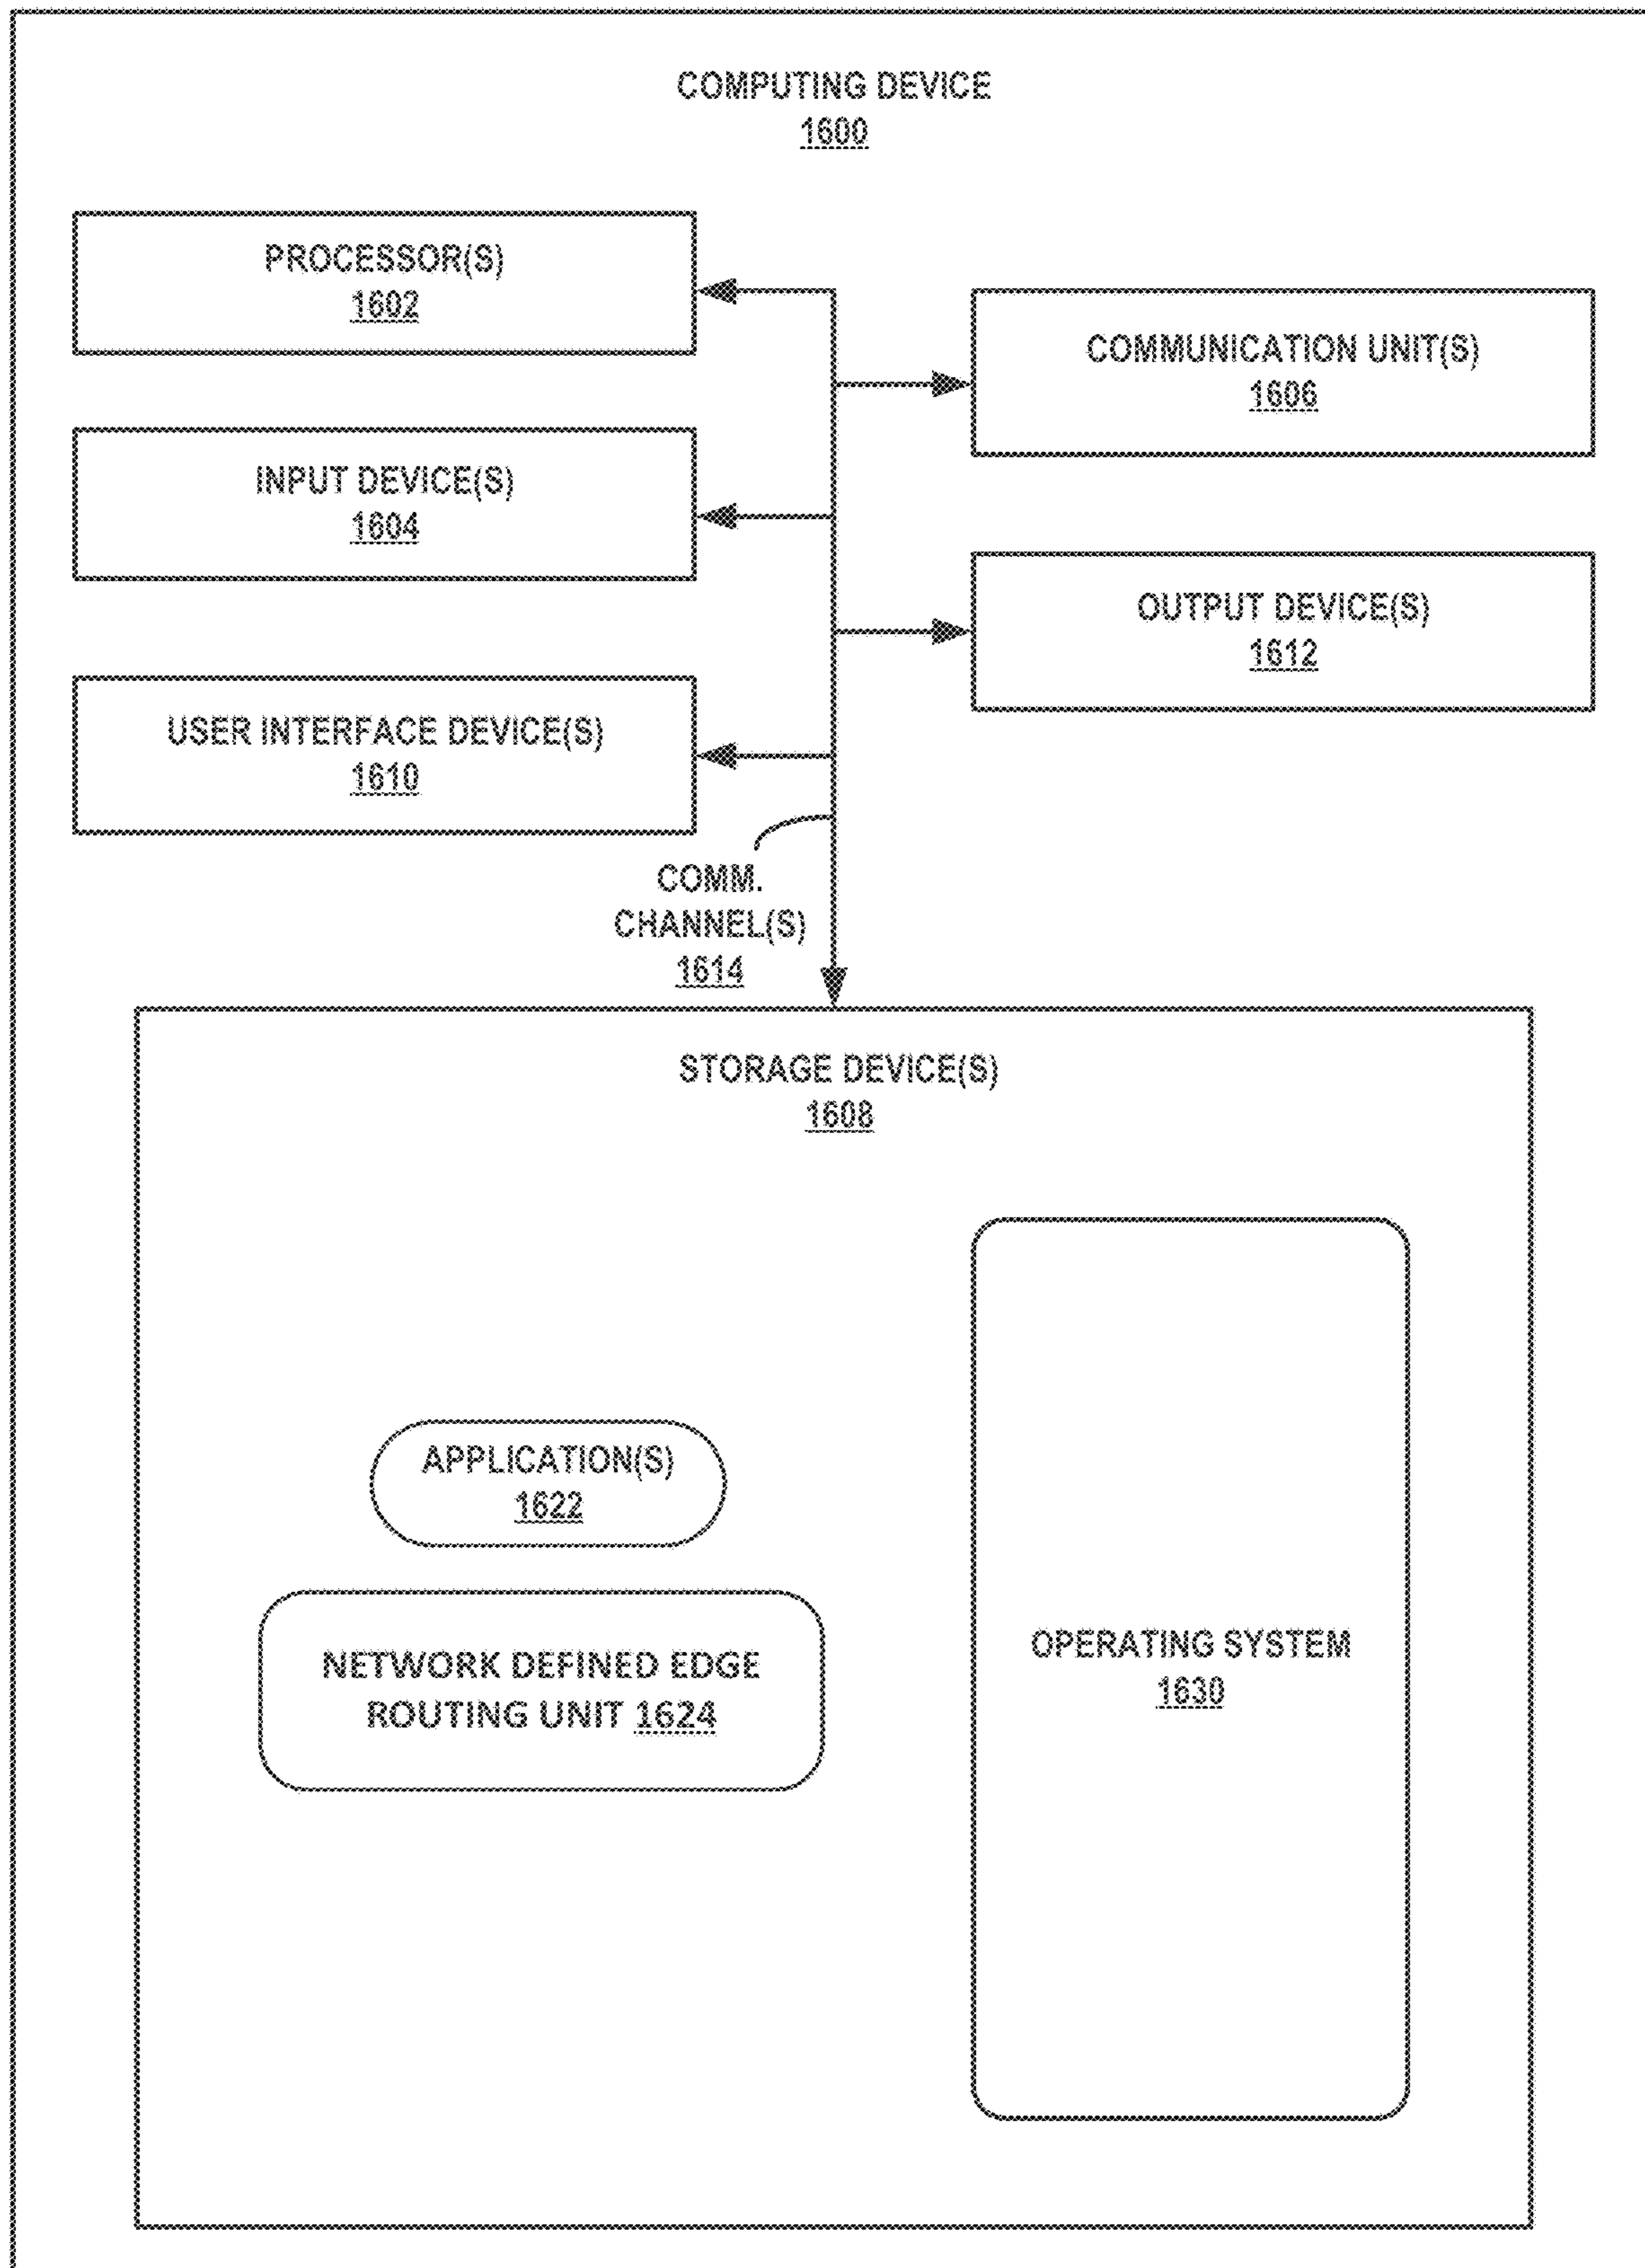 COMPUTING DEVICE
1600
PROCESSOR(S)
1602
COMMUNICATION UNIT(S)
1606
INPUT DEVICE(S)
1604
OUTPUT DEVICE(S)
1612
USER INTERFACE DEVICE(S)
1610
COMM.
CHANNEL(S)
1614
STORAGE DEVICE(S)
1608
APPLICATION(S)
1622
NETWORK DEFINED EDGE
ROUTING UNIT 1624
OPERATING SYSTEM
1630